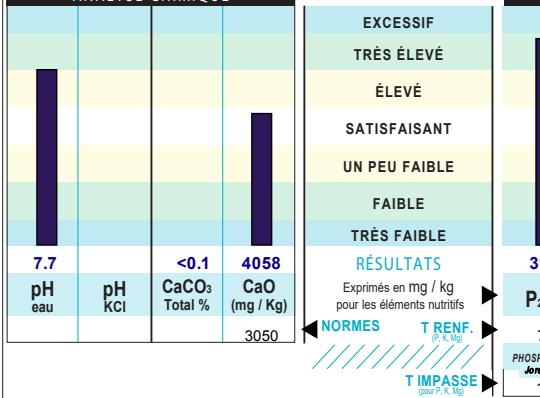 EXCESSIF
TRÈS ÉLEVÉ
ÉLEVÉ
SATISFAISANT
UN PEU FAIBLE
FAIBLE
TRÈS FAIBLE
7.7 <0.1 4058 RÉSULTATS
pH eau
pH KCl
CaCO₃ Total %
CaO (mg / Kg)
Exprimés en mg / kg
pour les éléments nutritifs
3050
NORMES T RENF.
(P, K, Mg)
T IMPASSE
(pour P, K, Mg)